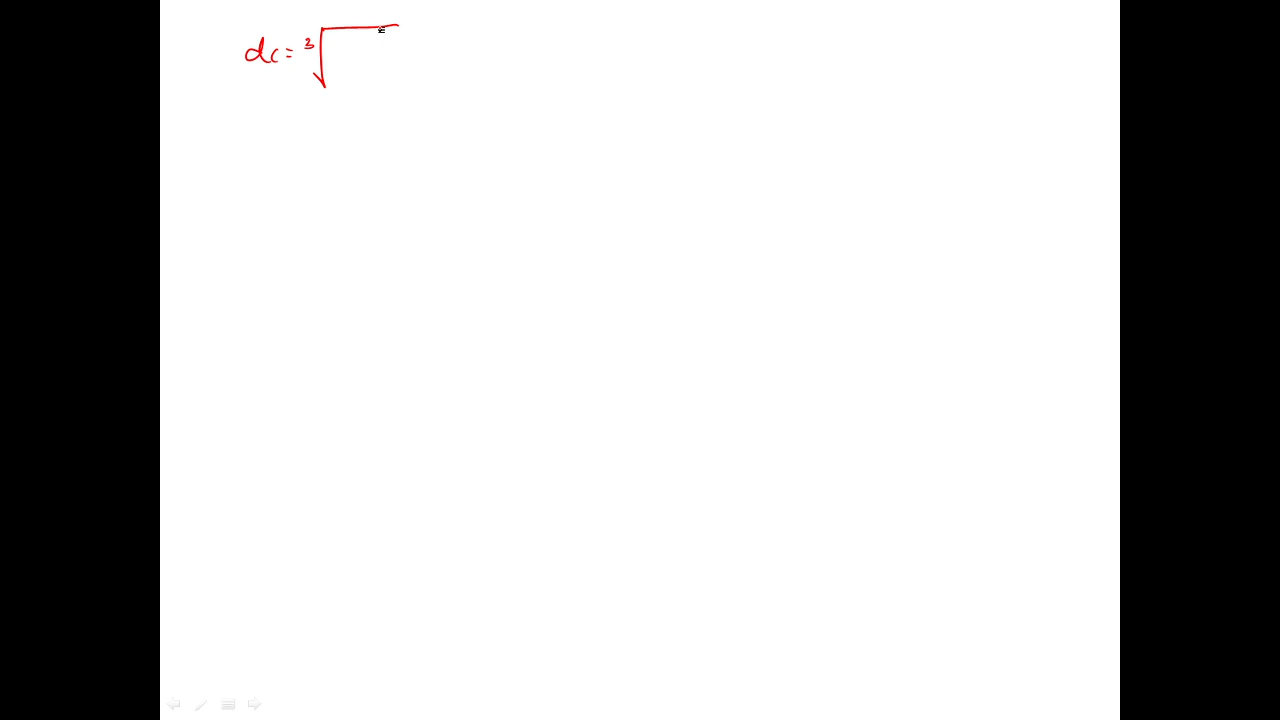 dc = ³√